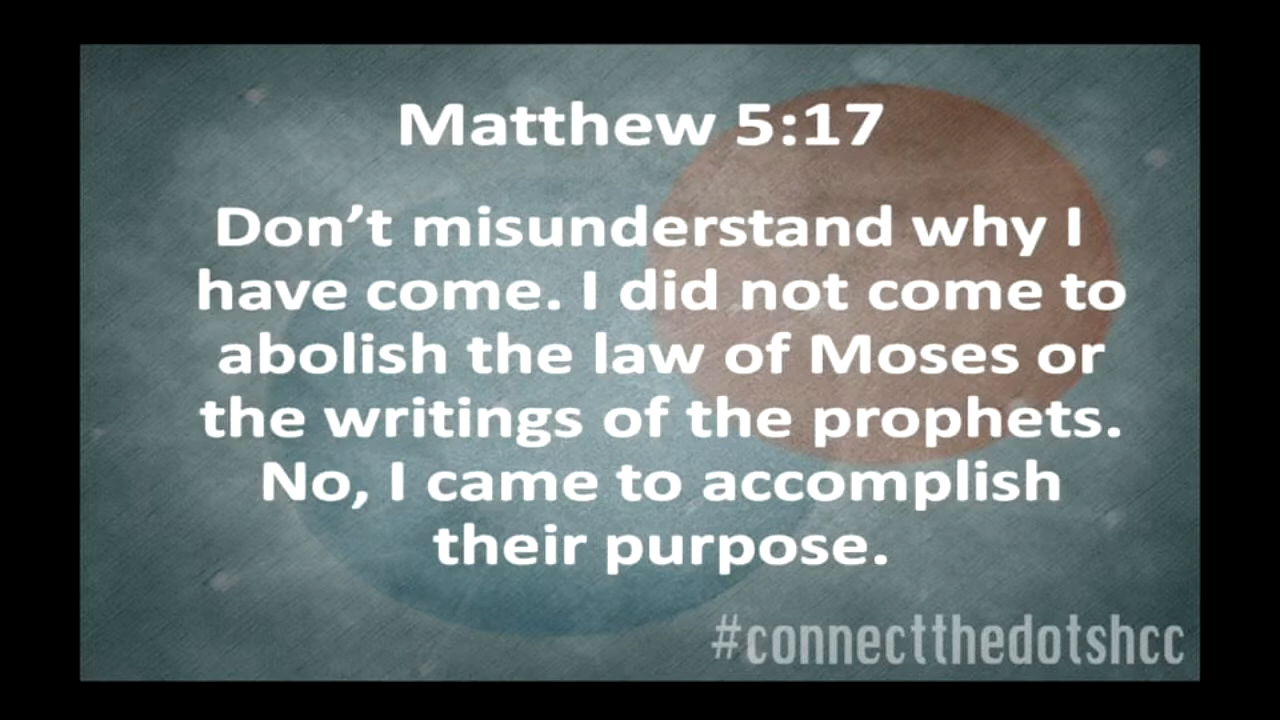 Matthew 5:17
Don’t misunderstand why I
have come. I did not come to
abolish the law of Moses or
the writings of the prophets.
No, I came to accomplish
their purpose.
#connectthedotshcc